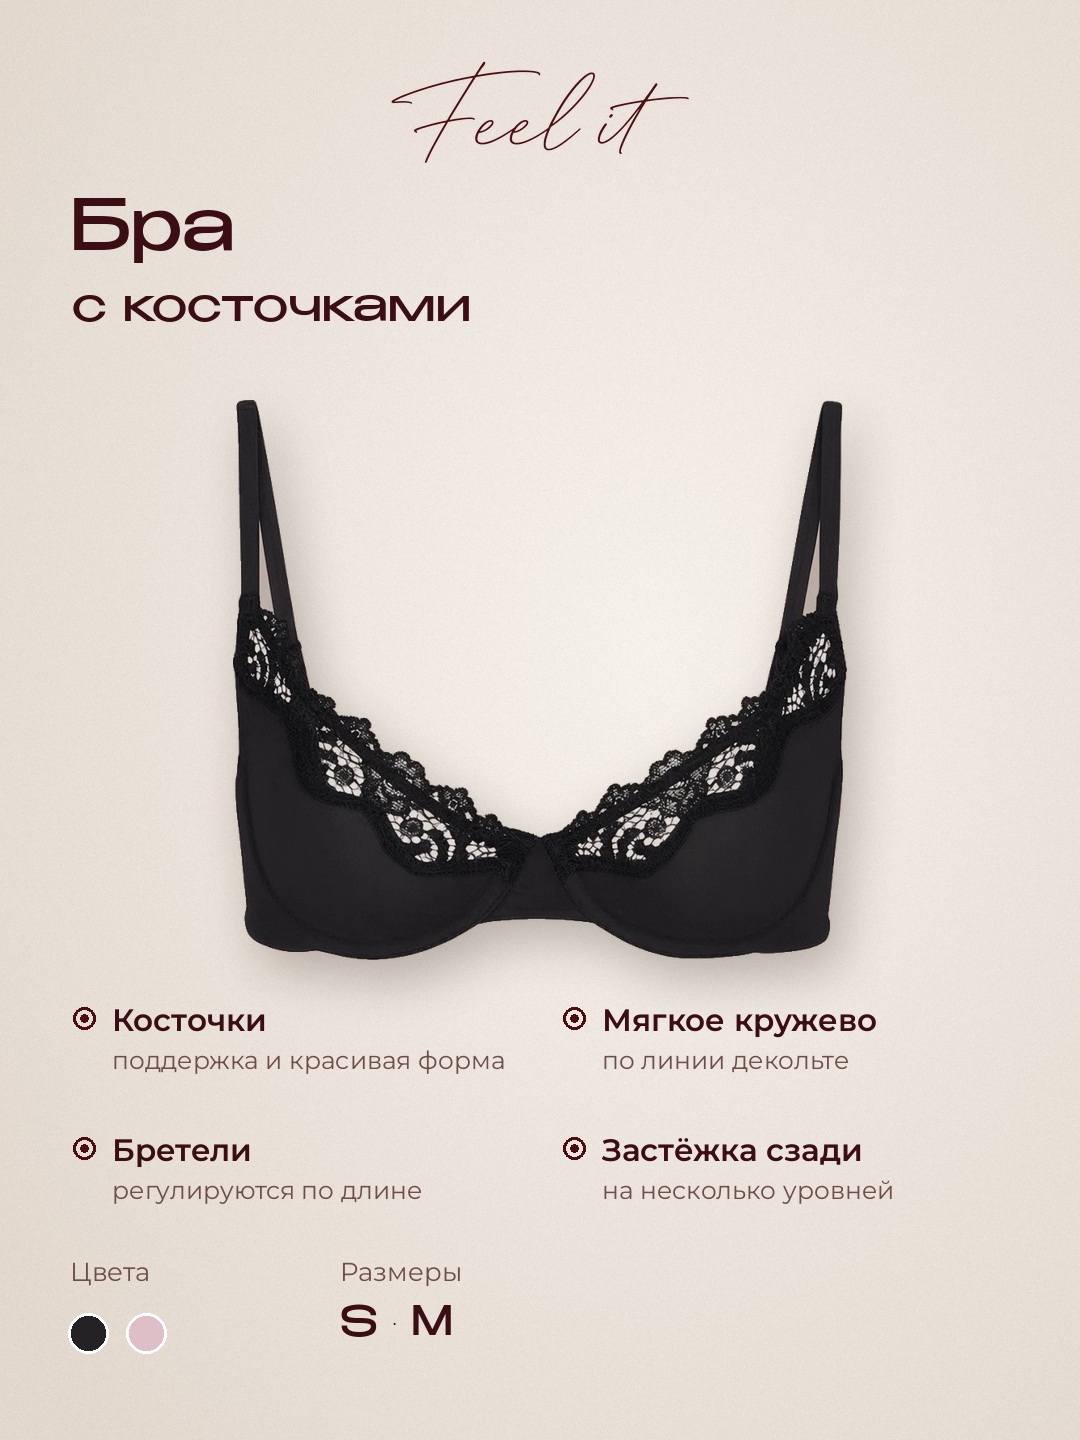 Feel it
Бра
с косточками
Косточки
поддержка и красивая форма
Мягкое кружево
по линии декольте
Бретели
регулируются по длине
Застёжка сзади
на несколько уровней
Цвета
Размеры
S · M